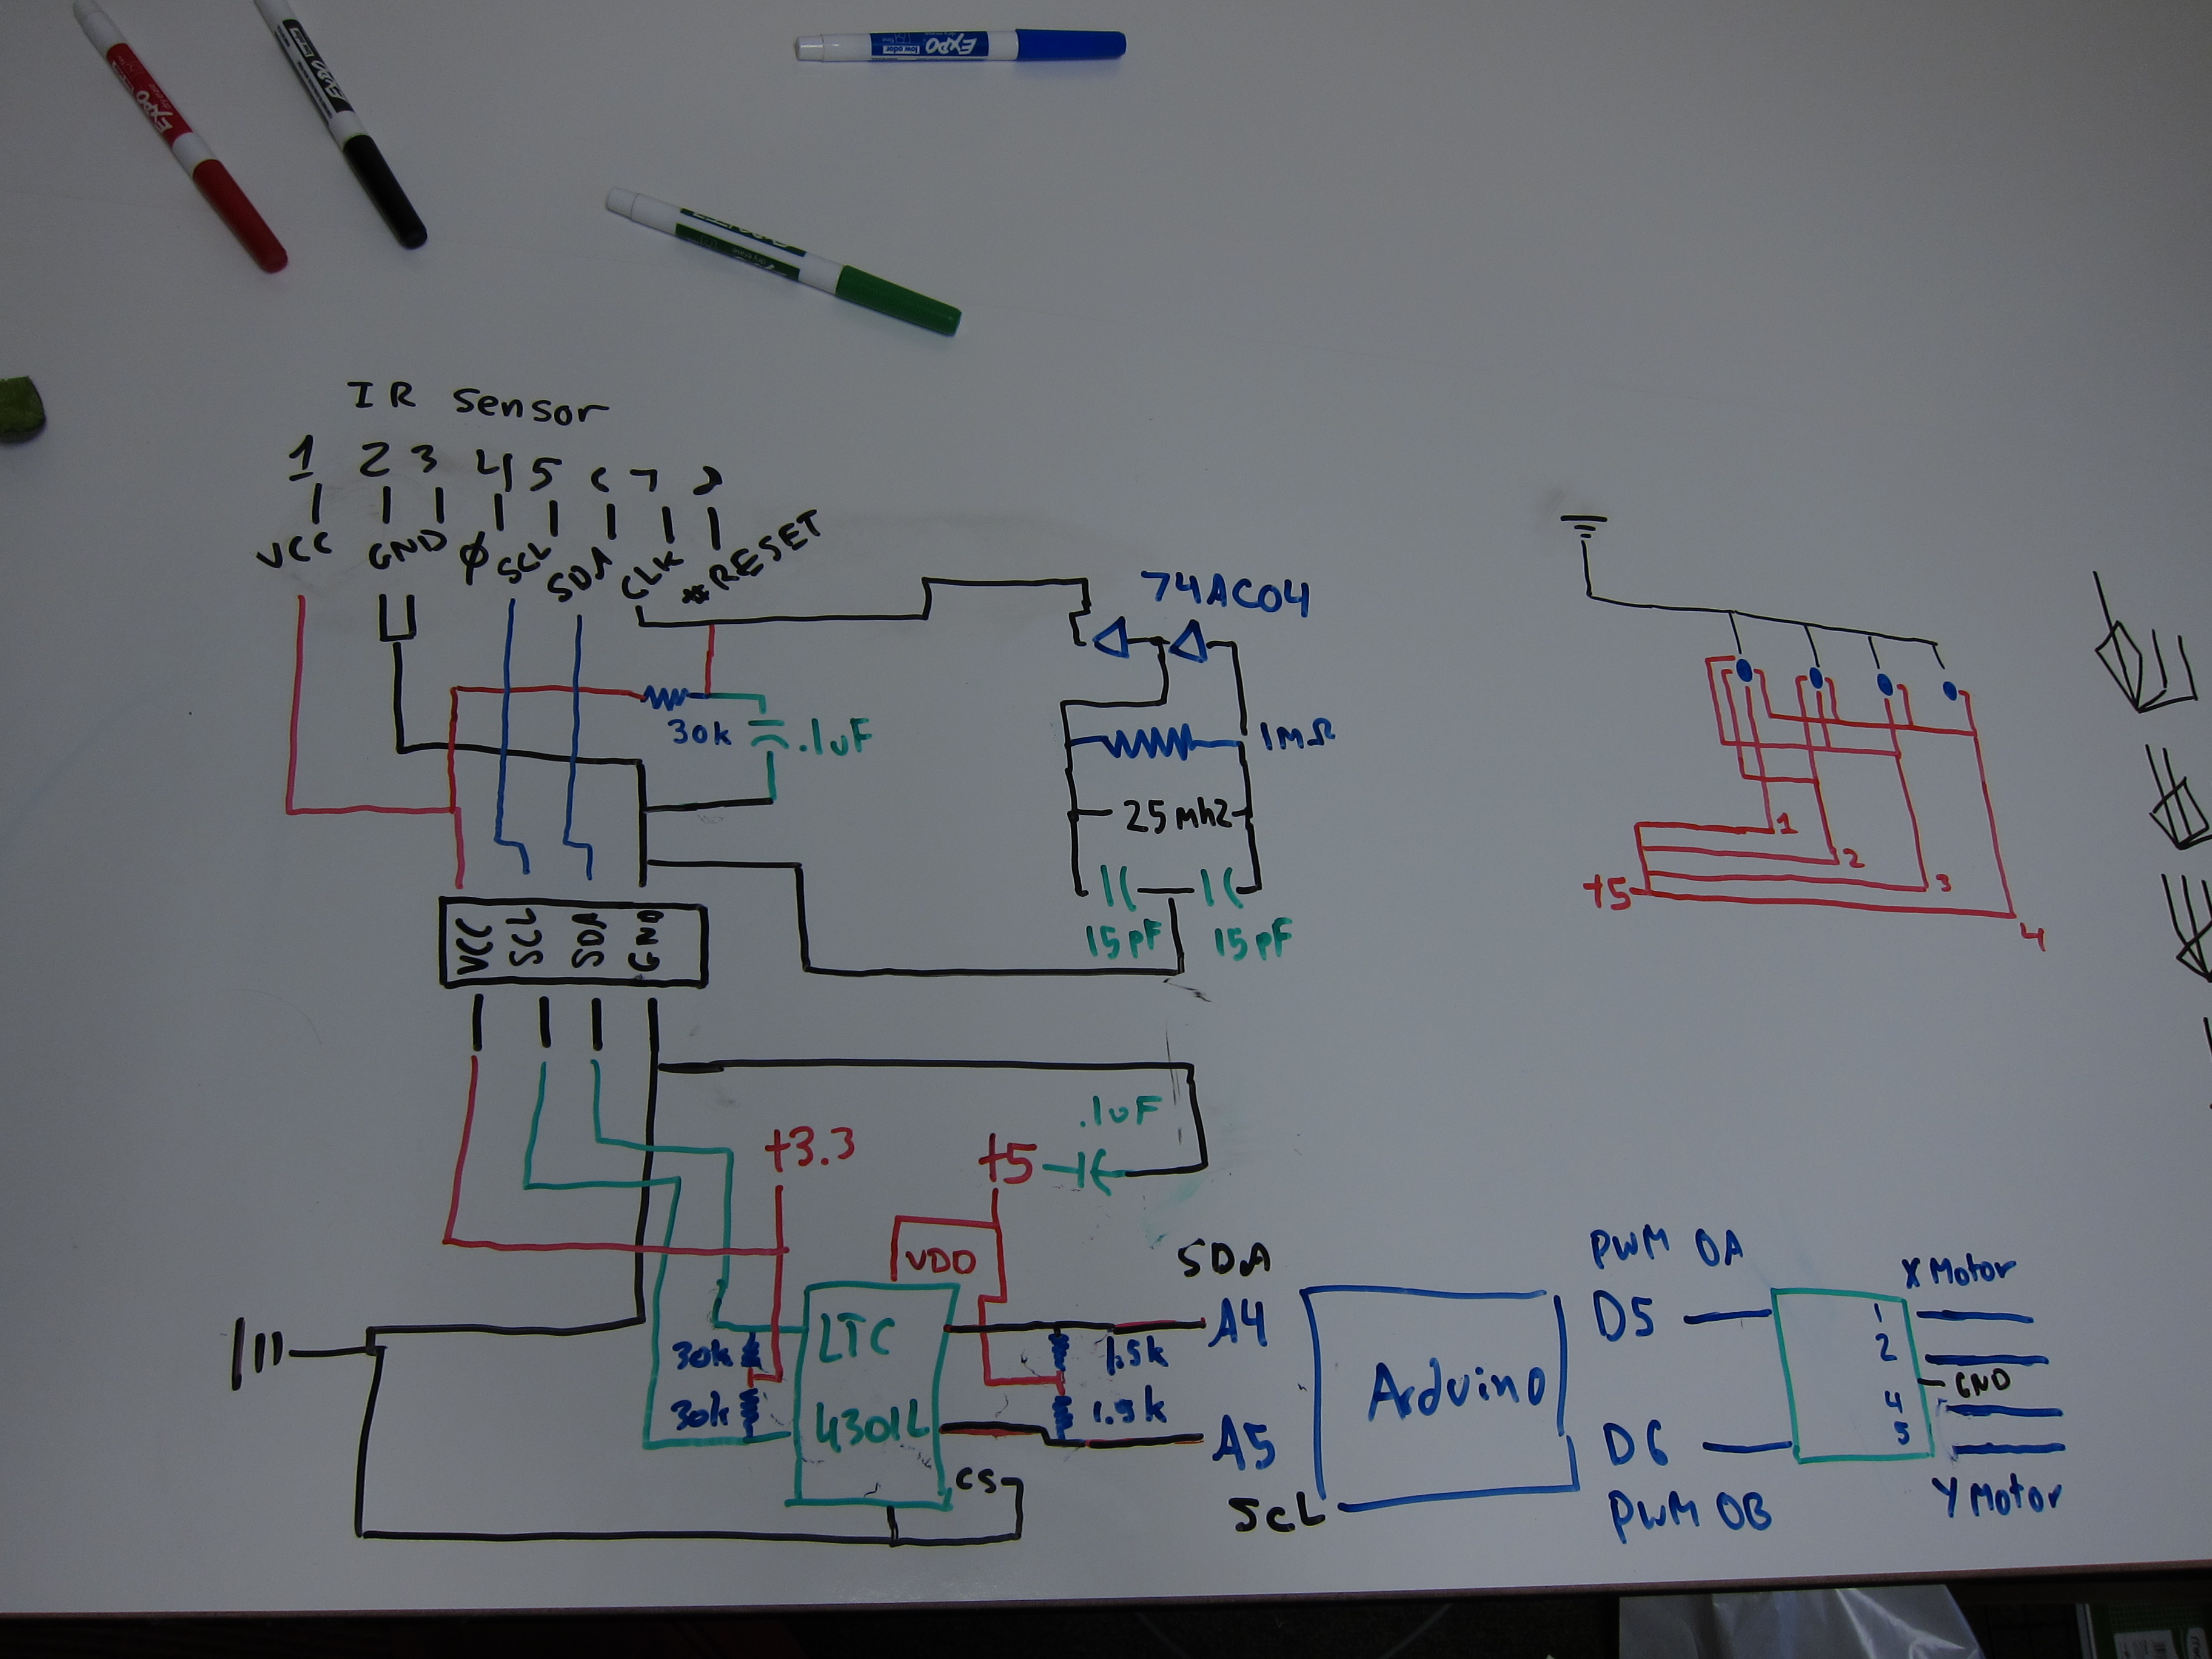 EXPO
EXPO
EXPO
low odor
IR Sensor
1 2 3 4 5 6 7 8
VCC GND φ SCL SDA CLK *RESET
74AC04
30k
.1uF
1MΩ
25 Mhz
15pF 15pF
VCC SCL SDA GND
+5
1
2
3
4
.1uF
+3.3
+5
VDD
SDA
PWM 0A
X Motor
LTC
4301L
30k
30k
1.5k
1.5k
A4
A5
Arduino
D5
D6
1
2
GND
4
5
CS
SCL
PWM 0B
Y Motor